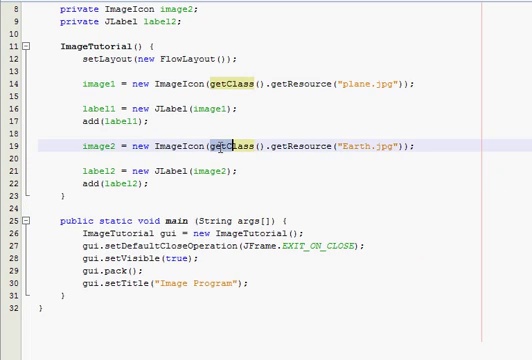 8 private ImageIcon image2;
9 private JLabel label2;
10
11 ImageTutorial() {
12 setLayout(new FlowLayout());
13
14 image1 = new ImageIcon(getClass().getResource("plane.jpg"));
15
16 label1 = new JLabel(image1);
17 add(label1);
18
19 image2 = new ImageIcon(getClass().getResource("Earth.jpg"));
20
21 label2 = new JLabel(image2);
22 add(label2);
23 }
24
25 public static void main (String args[]) {
26 ImageTutorial gui = new ImageTutorial();
27 gui.setDefaultCloseOperation(JFrame.EXIT_ON_CLOSE);
28 gui.setVisible(true);
29 gui.pack();
30 gui.setTitle("Image Program");
31 }
32 }